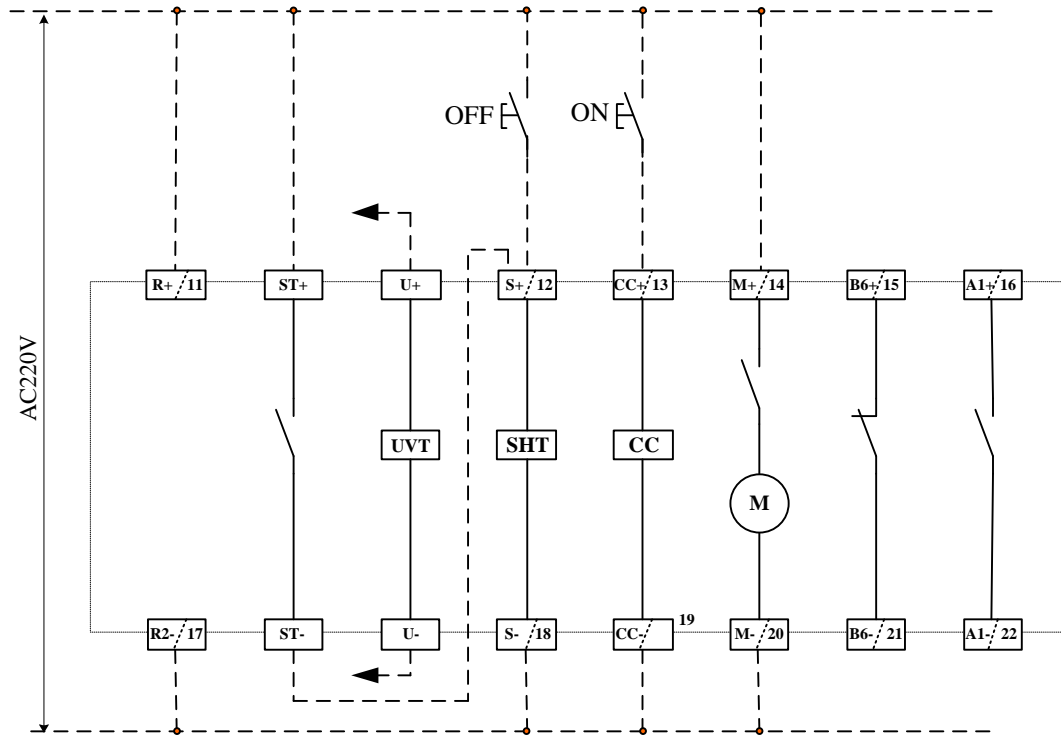 OFF
ON
R+ 11
ST+
U+
S+ 12
CC+ 13
M+ 14
B6+ 15
A1+ 16
AC220V
UVT
SHT
CC
M
R2- 17
ST-
U-
S- 18
CC- 19
M- 20
B6- 21
A1- 22